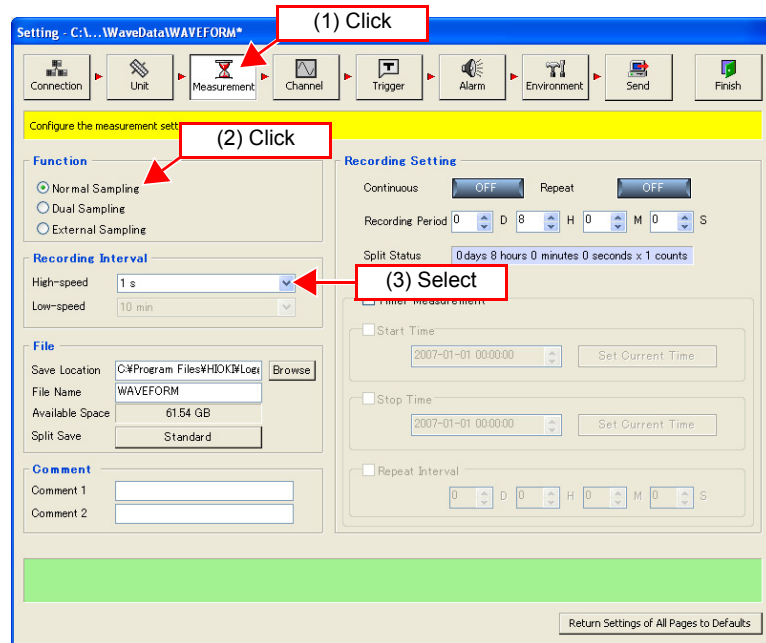 (1) Click
Setting - C:\...\WaveData\WAVEFORM*
Connection
Unit
Measurement
Channel
Trigger
Alarm
Environment
Send
Finish
Configure the measurement
(2) Click
Function
Normal Sampling
Dual Sampling
External Sampling
Recording Interval
High-speed 1 s
Low-speed 10 min
(3) Select
File
Save Location C:¥Program Files¥HIOKI¥Log Browse
File Name WAVEFORM
Available Space 61.54 GB
Split Save Standard
Comment
Comment 1
Comment 2
Recording Setting
Continuous OFF Repeat OFF
Recording Period 0 D 8 H 0 M 0 S
Split Status 0 days 8 hours 0 minutes 0 seconds x 1 counts
Timer Measurement
Start Time
2007-01-01 00:00:00 Set Current Time
Stop Time
2007-01-01 00:00:00 Set Current Time
Repeat Interval
0 D 0 H 0 M 0 S
Return Settings of All Pages to Defaults